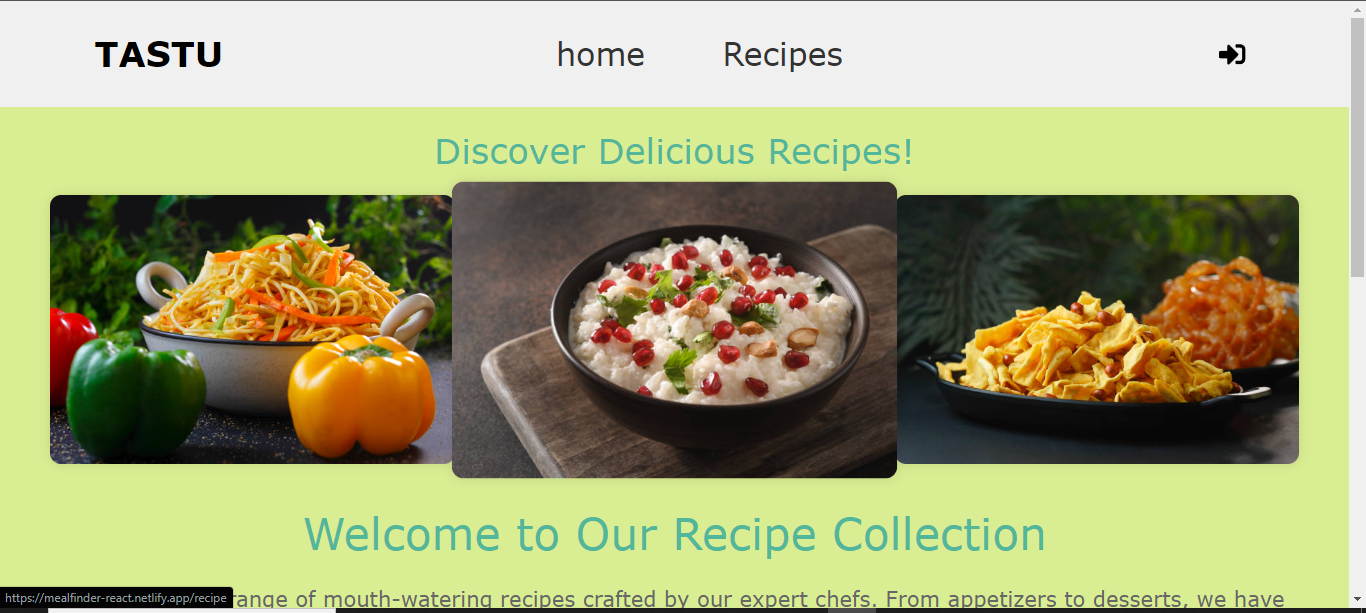 TASTU
home
Recipes
Discover Delicious Recipes!
Welcome to Our Recipe Collection
range of mouth-watering recipes crafted by our expert chefs. From appetizers to desserts, we have
https://mealfinder-react.netlify.app/recipe